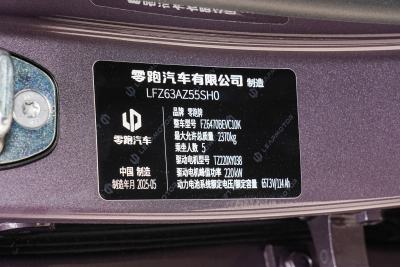 零跑汽车有限公司 制造
LFZ63AZ55SH0
零跑汽车
中国 制造
制造年月 2025-05
品牌 零跑牌
整车型号 FZ6470BEVC10K
最大允许总质量 2370kg
乘坐人数 5
驱动电机型号 TZ220XY038
驱动电机峰值功率 220kW
动力电池系统额定电压/额定容量 657.3V/114Ah